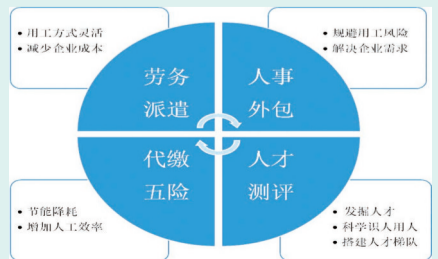 • 用工方式灵活
• 减少企业成本
• 规避用工风险
• 解决企业需求
劳务
派遣
人事
外包
代缴
五险
人才
测评
• 节能降耗
• 增加人工效率
• 发掘人才
• 科学识人用人
• 搭建人才梯队